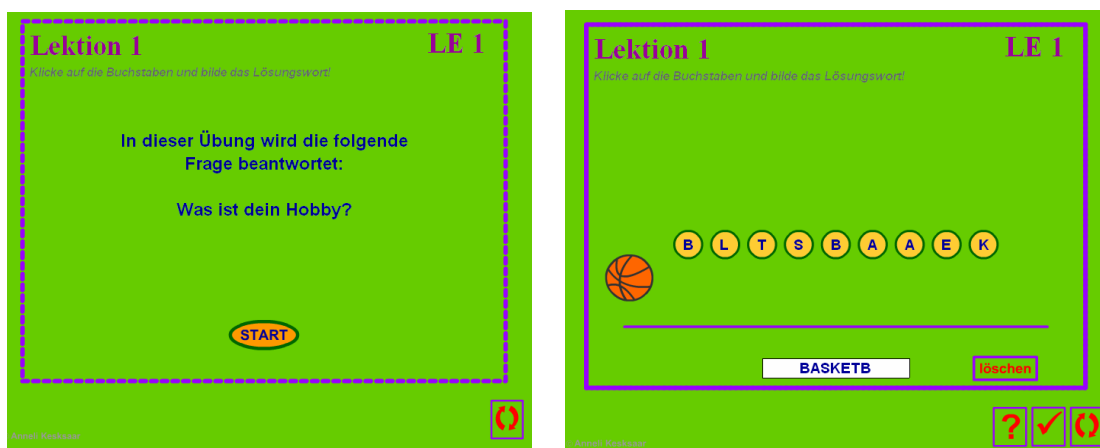 Lektion 1
LE 1
Klicke auf die Buchstaben und bilde das Lösungswort!
In dieser Übung wird die folgende
Frage beantwortet:
Was ist dein Hobby?
START
Lektion 1
LE 1
Klicke auf die Buchstaben und bilde das Lösungswort!
B L T S B A A E K
BASKETB
löschen
?